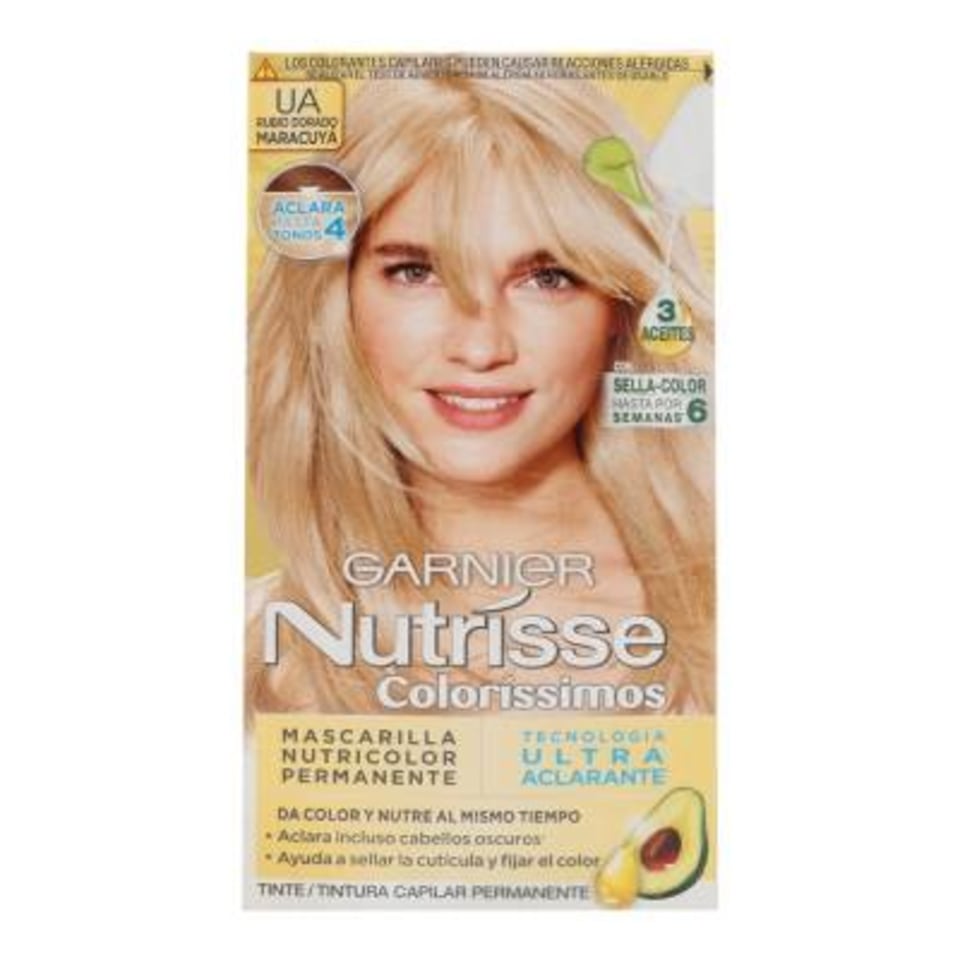 LOS COLORANTES CAPILARES PUEDEN CAUSAR REACCIONES ALÉRGICAS
UA
RUBIO DORADO
MARACUYÁ
ACLARA
HASTA 4
TONOS
3
ACEITES
SELLA-COLOR
HASTA POR 6
SEMANAS
GARNIER
Nutrisse
Coloríssimos
MASCARILLA
NUTRICOLOR
PERMANENTE
TECNOLOGÍA
ULTRA
ACLARANTE
DA COLOR Y NUTRE AL MISMO TIEMPO
• Aclara incluso cabellos oscuros
• Ayuda a sellar la cutícula y fijar el color
TINTE / TINTURA CAPILAR PERMANENTE